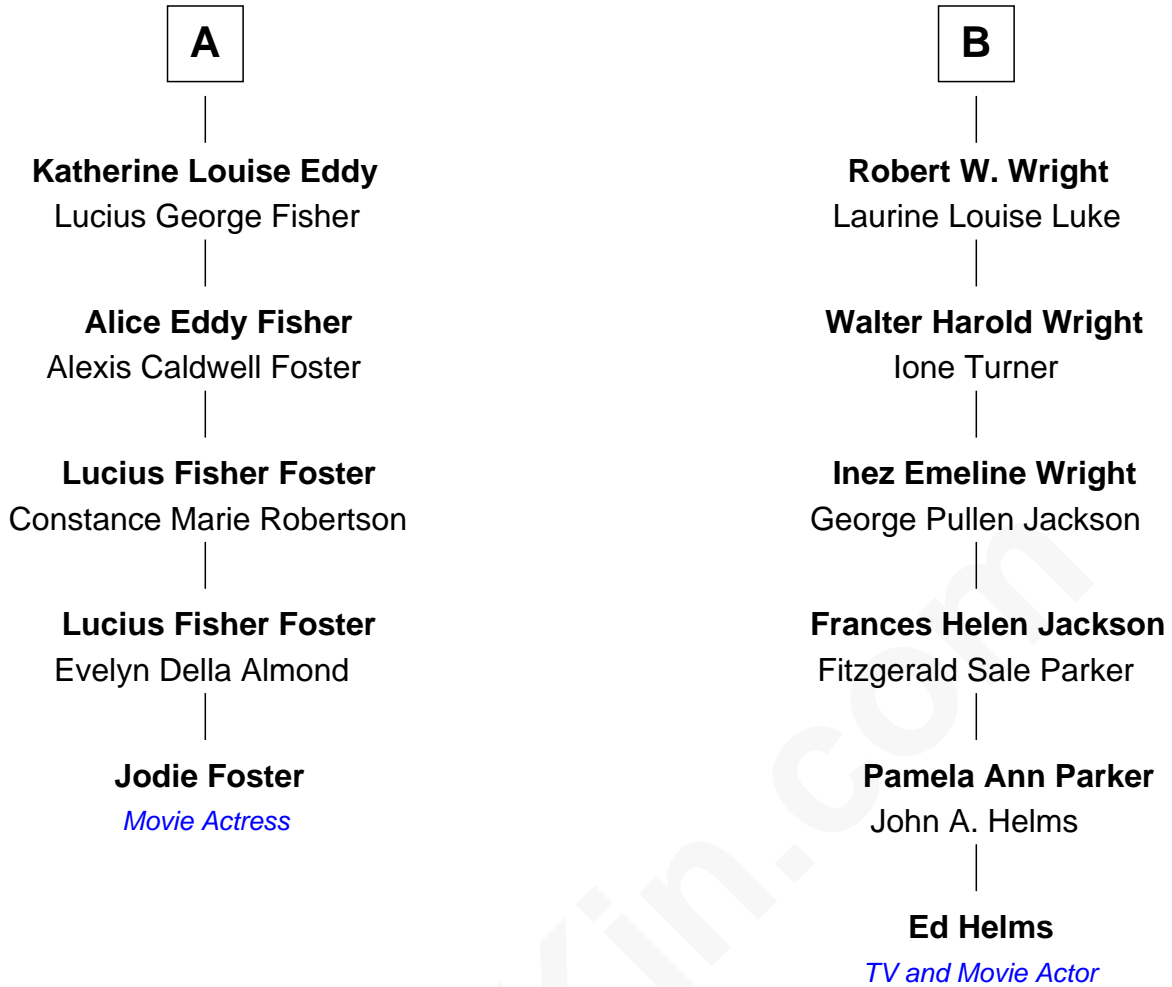 A
Katherine Louise Eddy
Lucius George Fisher
Alice Eddy Fisher
Alexis Caldwell Foster
Lucius Fisher Foster
Constance Marie Robertson
Lucius Fisher Foster
Evelyn Della Almond
Jodie Foster
Movie Actress
B
Robert W. Wright
Laurine Louise Luke
Walter Harold Wright
Ione Turner
Inez Emeline Wright
George Pullen Jackson
Frances Helen Jackson
Fitzgerald Sale Parker
Pamela Ann Parker
John A. Helms
Ed Helms
TV and Movie Actor
Kin.com